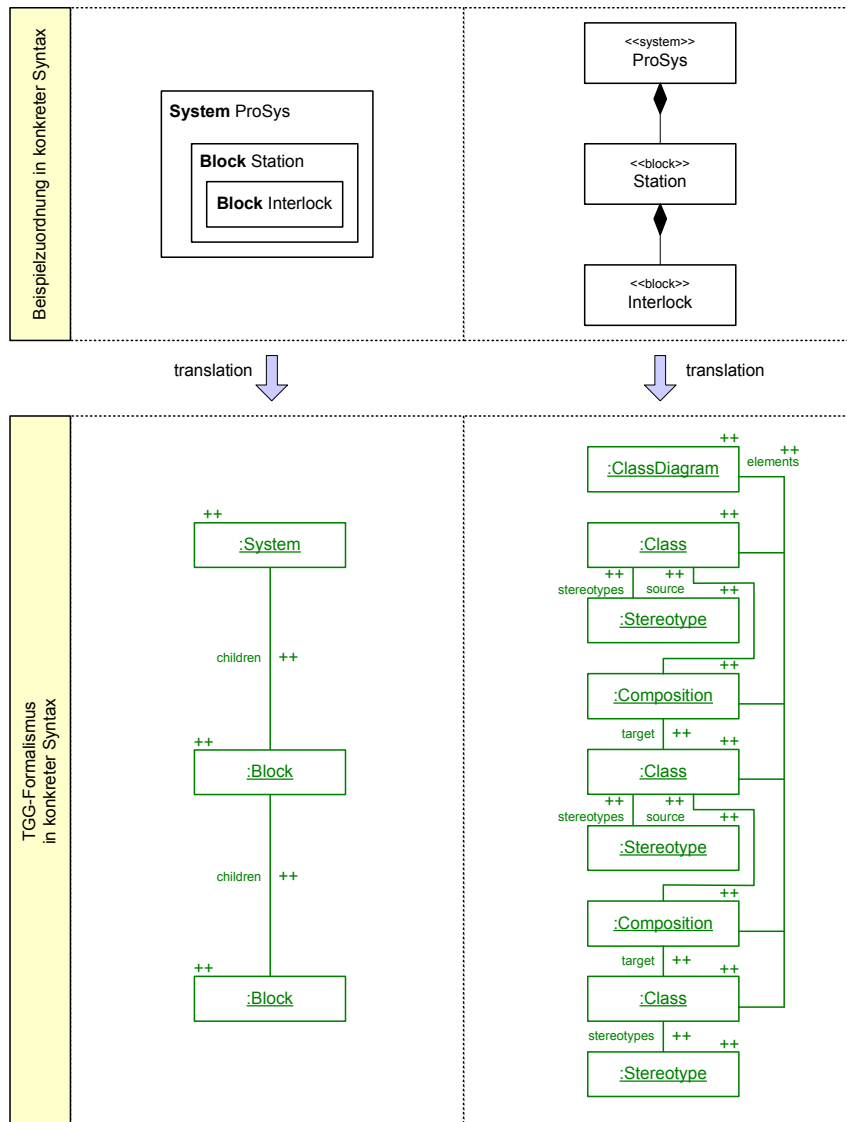 Beispielzuordnung in konkreter Syntax
System ProSys
Block Station
Block Interlock
<<system>>
ProSys
<<block>>
Station
<<block>>
Interlock
translation
translation
TGG-Formalismus
in konkreter Syntax
++
:System
children ++
++
:Block
children ++
++
:Block
++
:ClassDiagram
++
elements
++
:Class
++ ++
stereotypes source ++
:Stereotype
++
:Composition
target ++
++
:Class
++ ++
stereotypes source ++
:Stereotype
++
:Composition
target ++
++
:Class
stereotypes ++
++
:Stereotype